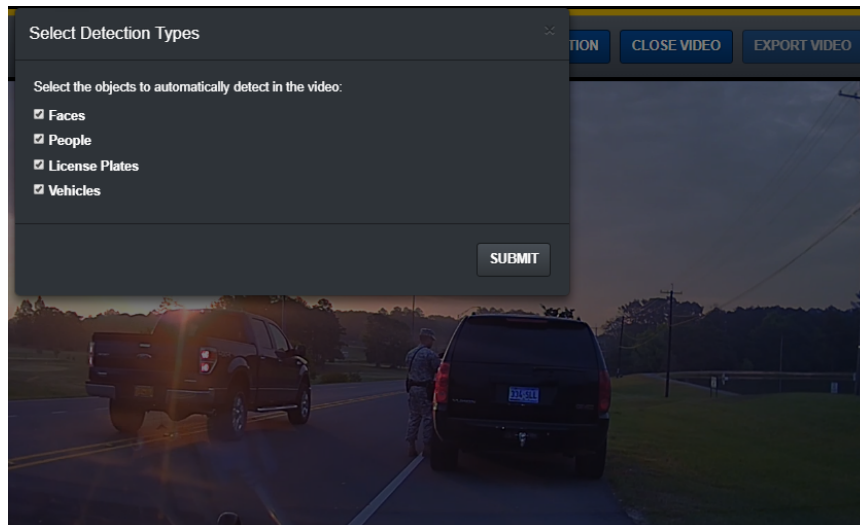 Select Detection Types
×
TION
CLOSE VIDEO
EXPORT VIDEO
Select the objects to automatically detect in the video:
Faces
People
License Plates
Vehicles
SUBMIT